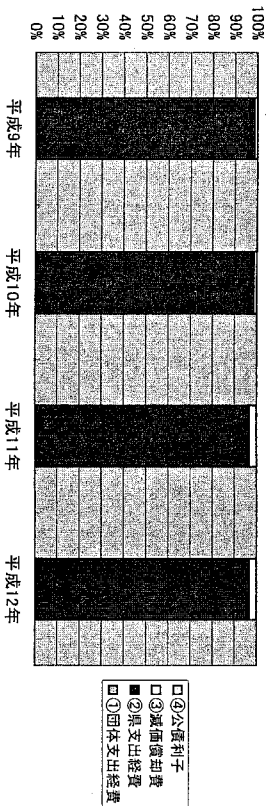 100%
90%
80%
70%
60%
50%
40%
30%
20%
10%
0%
平成9年
平成10年
平成11年
平成12年
□④公債利子
□③減価償却費
■②県支出経費
□①団体支出経費